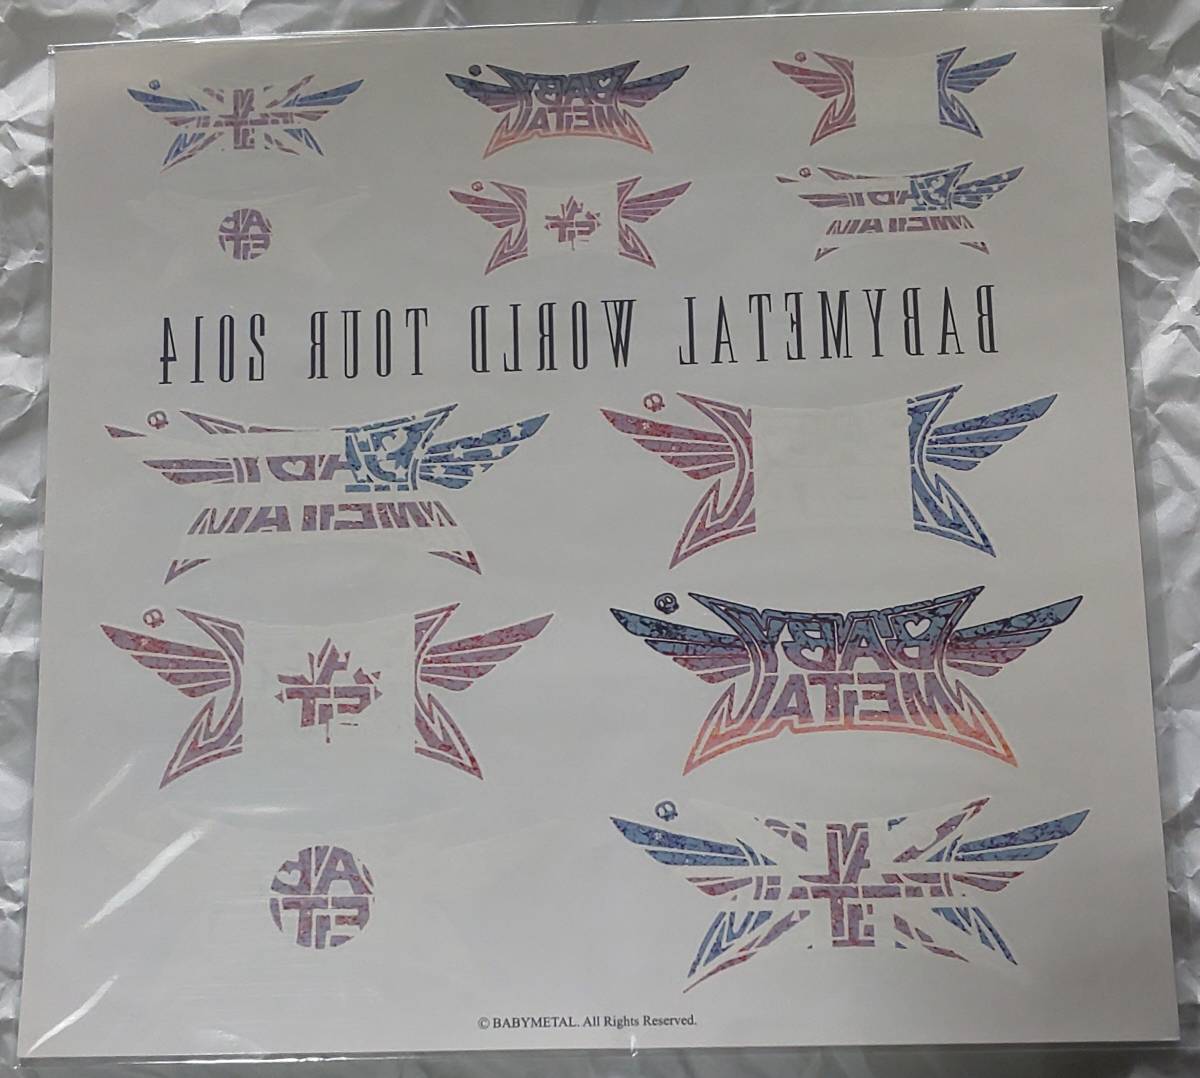 BABY
METAL
BABYMETAL WORLD TOUR 2014
BABY
METAL
© BABYMETAL. All Rights Reserved.